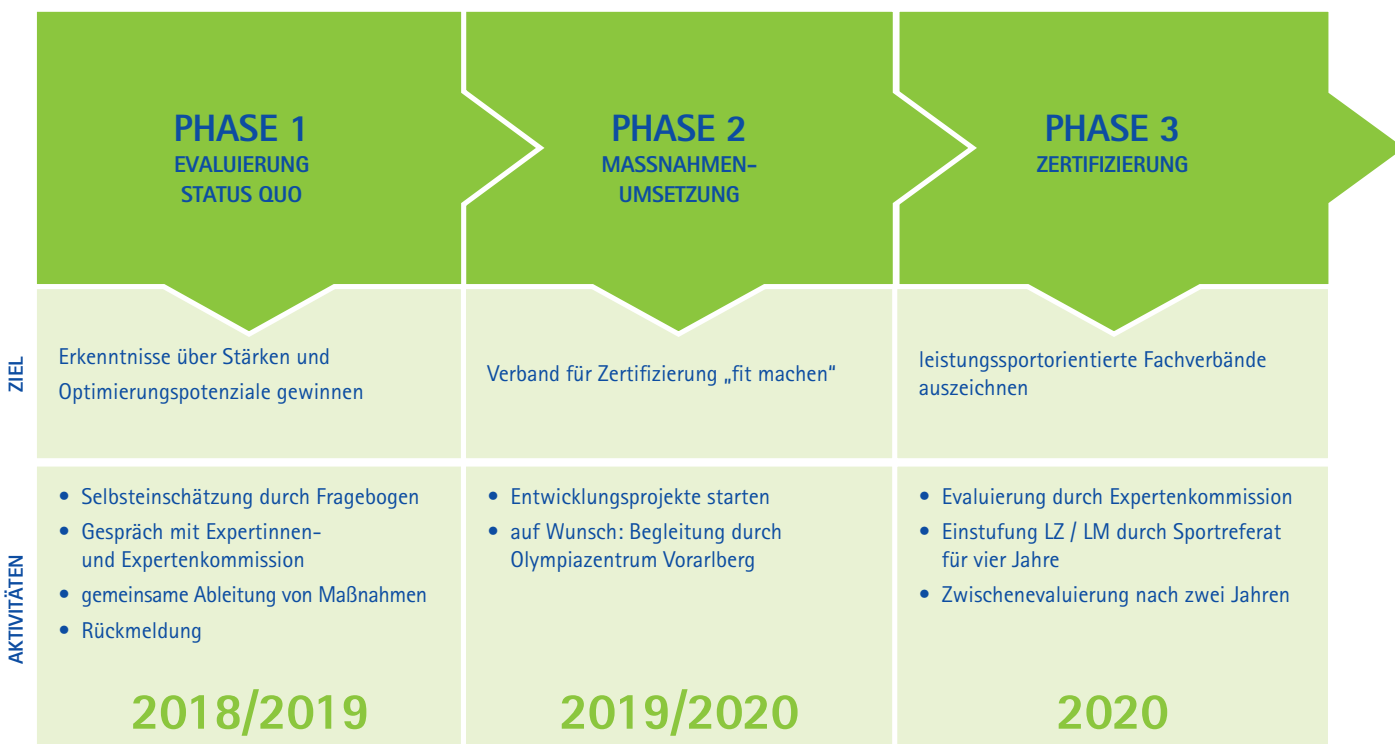 PHASE 1
EVALUIERUNG
STATUS QUO
PHASE 2
MASSNAHMEN-
UMSETZUNG
PHASE 3
ZERTIFIZIERUNG
ZIEL
Erkenntnisse über Stärken und
Optimierungspotenziale gewinnen
Verband für Zertifizierung „fit machen“
leistungssportorientierte Fachverbände
auszeichnen
AKTIVITÄTEN
• Selbsteinschätzung durch Fragebogen
• Gespräch mit Expertinnen-
und Expertenkommission
• gemeinsame Ableitung von Maßnahmen
• Rückmeldung
2018/2019
• Entwicklungsprojekte starten
• auf Wunsch: Begleitung durch
Olympiazentrum Vorarlberg
2019/2020
• Evaluierung durch Expertenkommission
• Einstufung LZ / LM durch Sportreferat
für vier Jahre
• Zwischenevaluierung nach zwei Jahren
2020